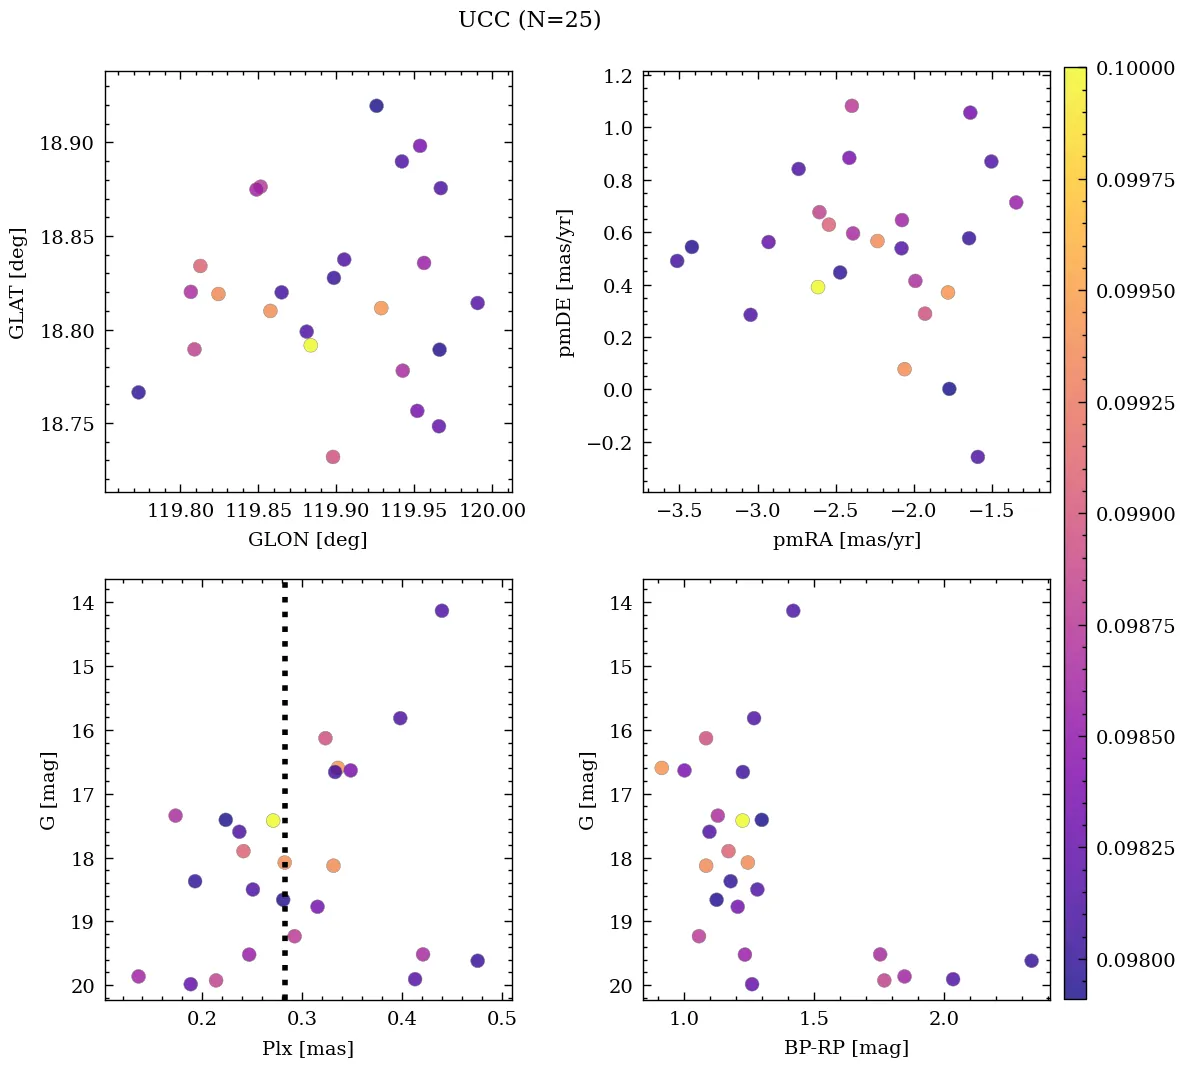 UCC (N=25)
18.90
18.85
18.80
18.75
GLAT [deg]
119.80 119.85 119.90 119.95 120.00
GLON [deg]
1.2
1.0
0.8
0.6
0.4
0.2
0.0
−0.2
pmDE [mas/yr]
−3.5 −3.0 −2.5 −2.0 −1.5
pmRA [mas/yr]
14
15
16
17
18
19
20
G [mag]
0.2 0.3 0.4 0.5
Plx [mas]
14
15
16
17
18
19
20
G [mag]
1.0 1.5 2.0
BP-RP [mag]
0.10000
0.09975
0.09950
0.09925
0.09900
0.09875
0.09850
0.09825
0.09800